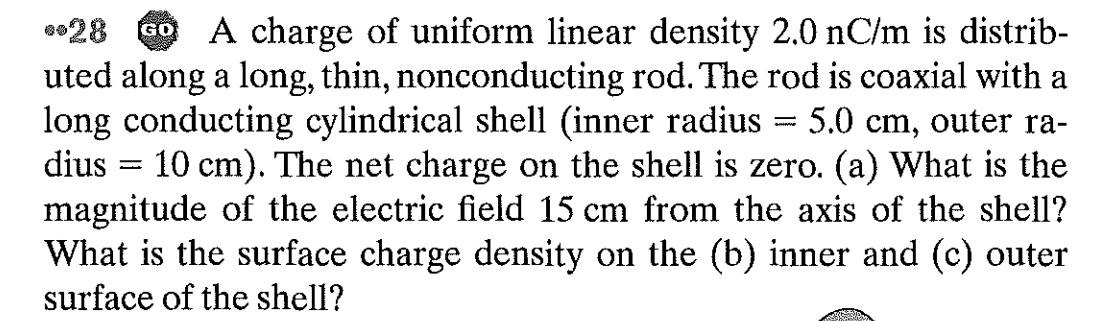 ••28 GO A charge of uniform linear density 2.0 nC/m is distrib-
uted along a long, thin, nonconducting rod. The rod is coaxial with a
long conducting cylindrical shell (inner radius = 5.0 cm, outer ra-
dius = 10 cm). The net charge on the shell is zero. (a) What is the
magnitude of the electric field 15 cm from the axis of the shell?
What is the surface charge density on the (b) inner and (c) outer
surface of the shell?